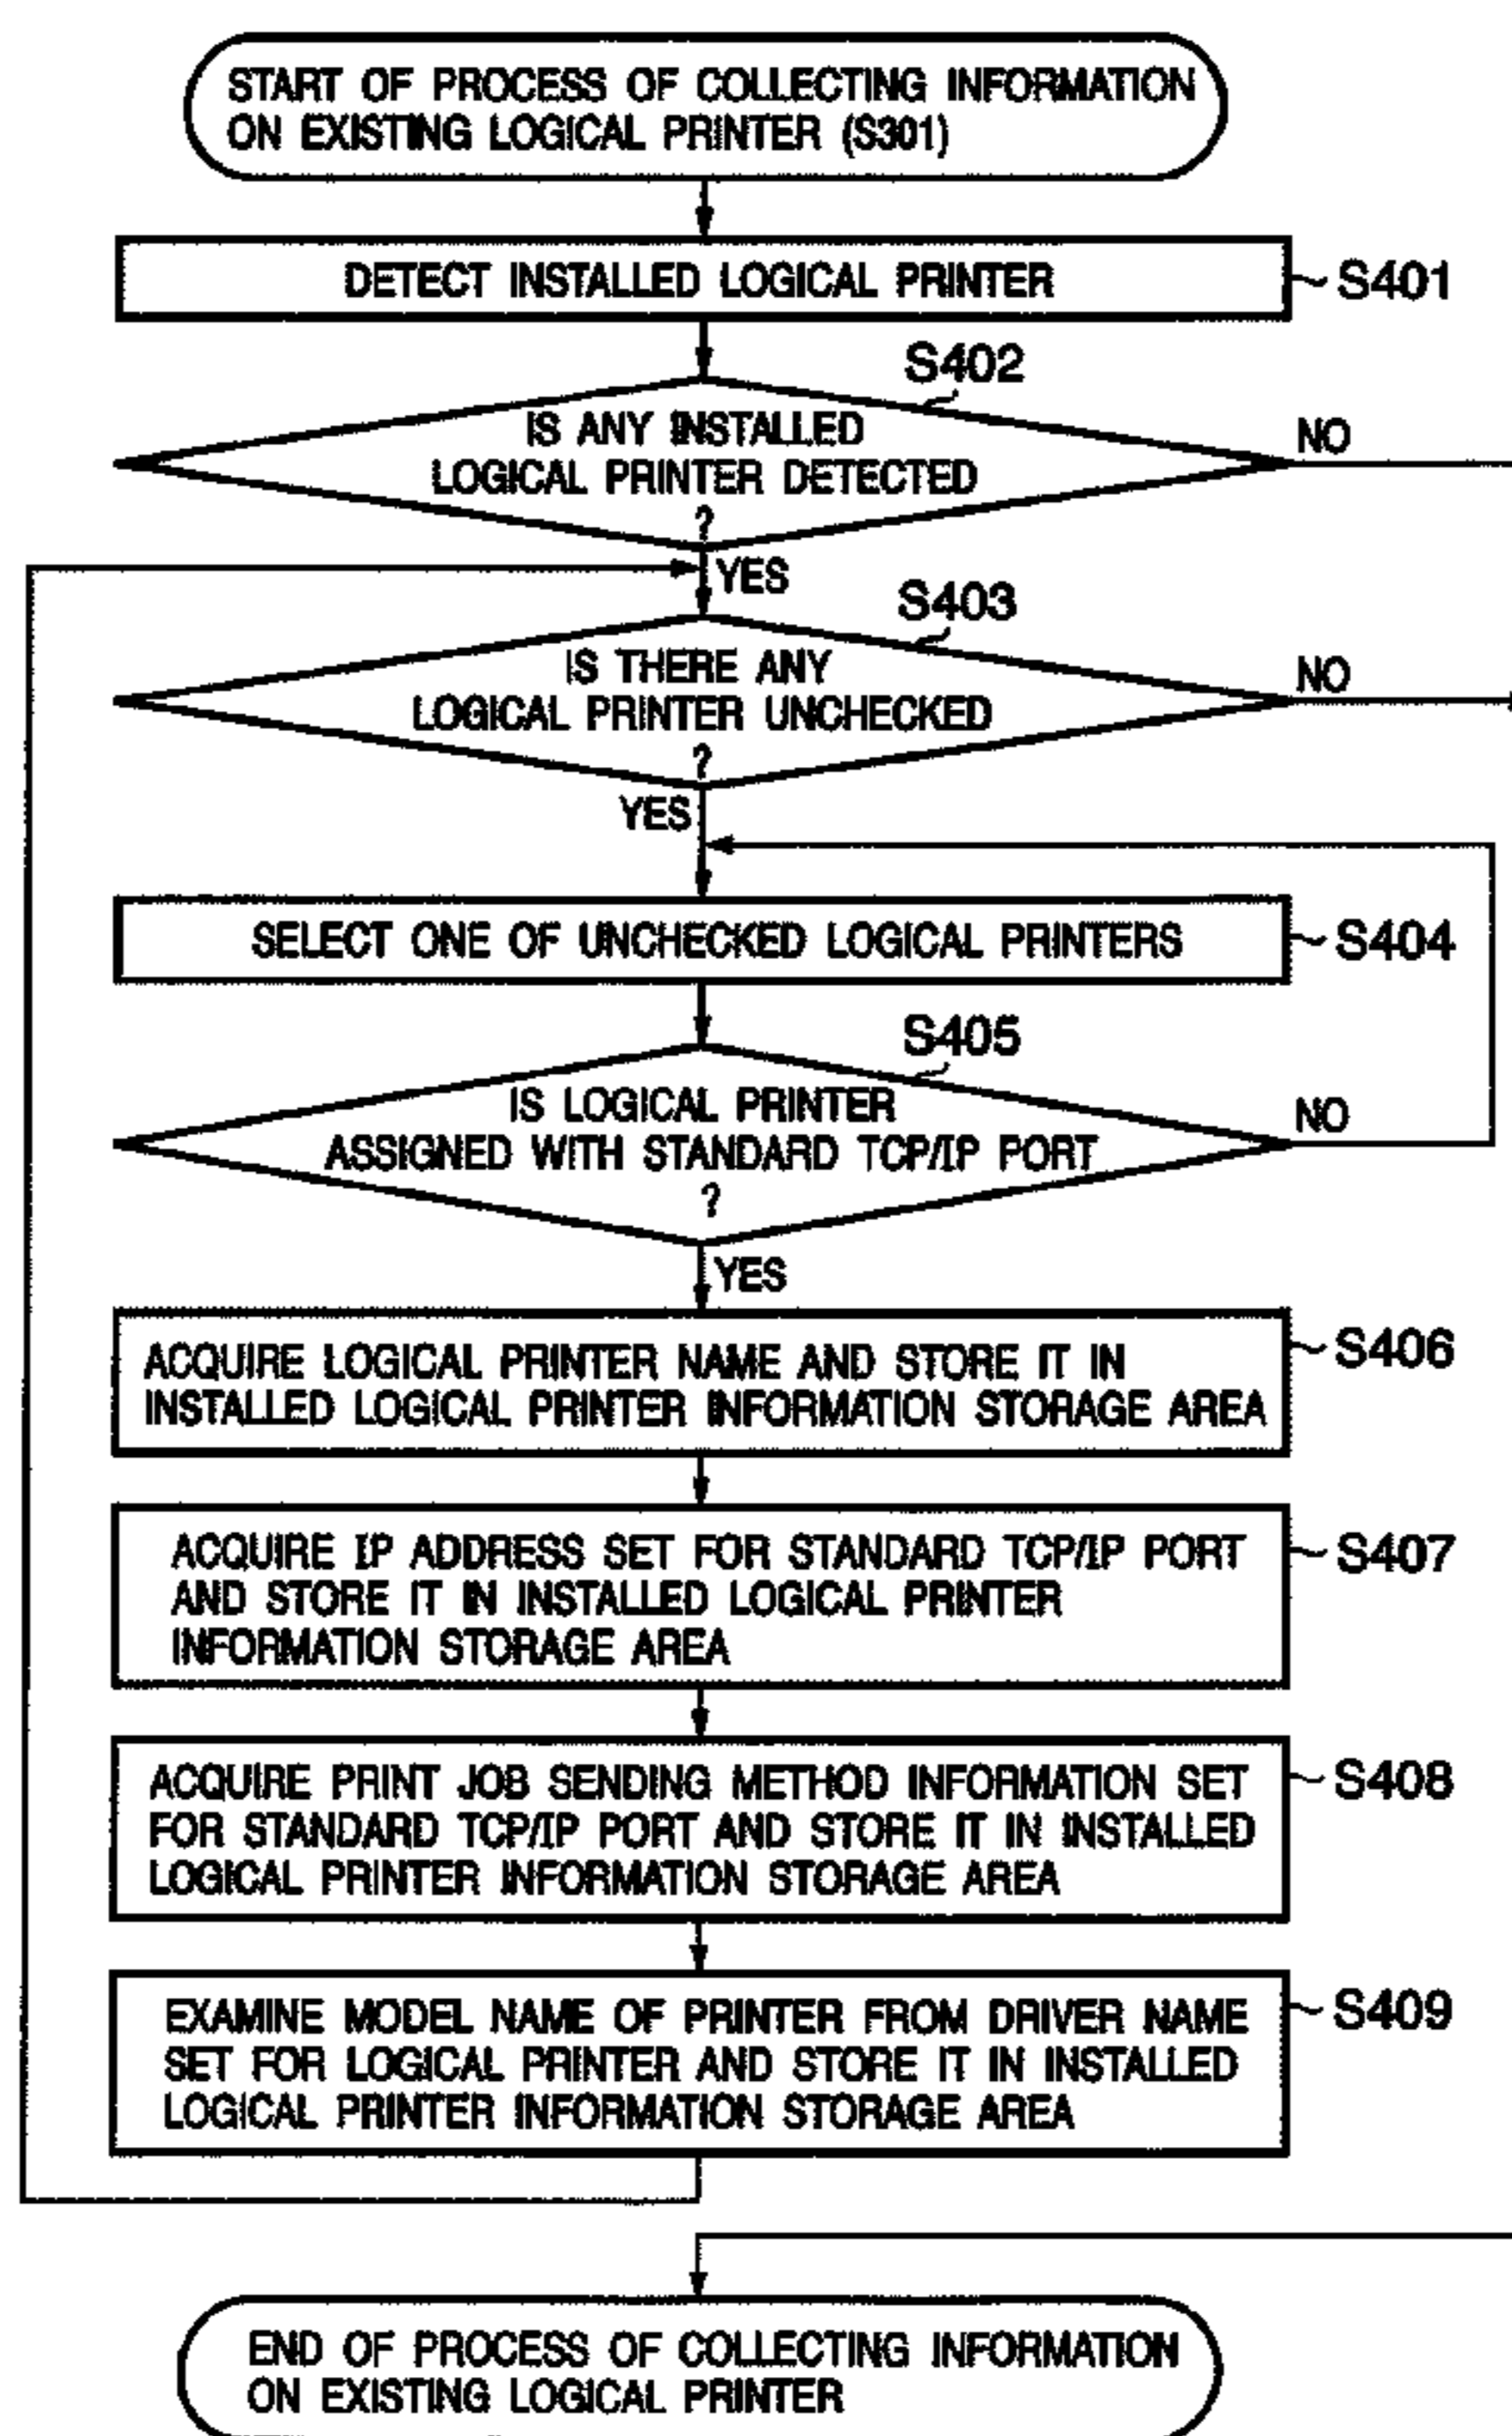 START OF PROCESS OF COLLECTING INFORMATION
ON EXISTING LOGICAL PRINTER (S301)
DETECT INSTALLED LOGICAL PRINTER
S401
S402
IS ANY INSTALLED
LOGICAL PRINTER DETECTED
?
NO
YES
S403
IS THERE ANY
LOGICAL PRINTER UNCHECKED
?
NO
YES
SELECT ONE OF UNCHECKED LOGICAL PRINTERS
S404
S405
IS LOGICAL PRINTER
ASSIGNED WITH STANDARD TCP/IP PORT
?
NO
YES
ACQUIRE LOGICAL PRINTER NAME AND STORE IT IN
INSTALLED LOGICAL PRINTER INFORMATION STORAGE AREA
S406
ACQUIRE IP ADDRESS SET FOR STANDARD TCP/IP PORT
AND STORE IT IN INSTALLED LOGICAL PRINTER
INFORMATION STORAGE AREA
S407
ACQUIRE PRINT JOB SENDING METHOD INFORMATION SET
FOR STANDARD TCP/IP PORT AND STORE IT IN INSTALLED
LOGICAL PRINTER INFORMATION STORAGE AREA
S408
EXAMINE MODEL NAME OF PRINTER FROM DRIVER NAME
SET FOR LOGICAL PRINTER AND STORE IT IN INSTALLED
LOGICAL PRINTER INFORMATION STORAGE AREA
S409
END OF PROCESS OF COLLECTING INFORMATION
ON EXISTING LOGICAL PRINTER